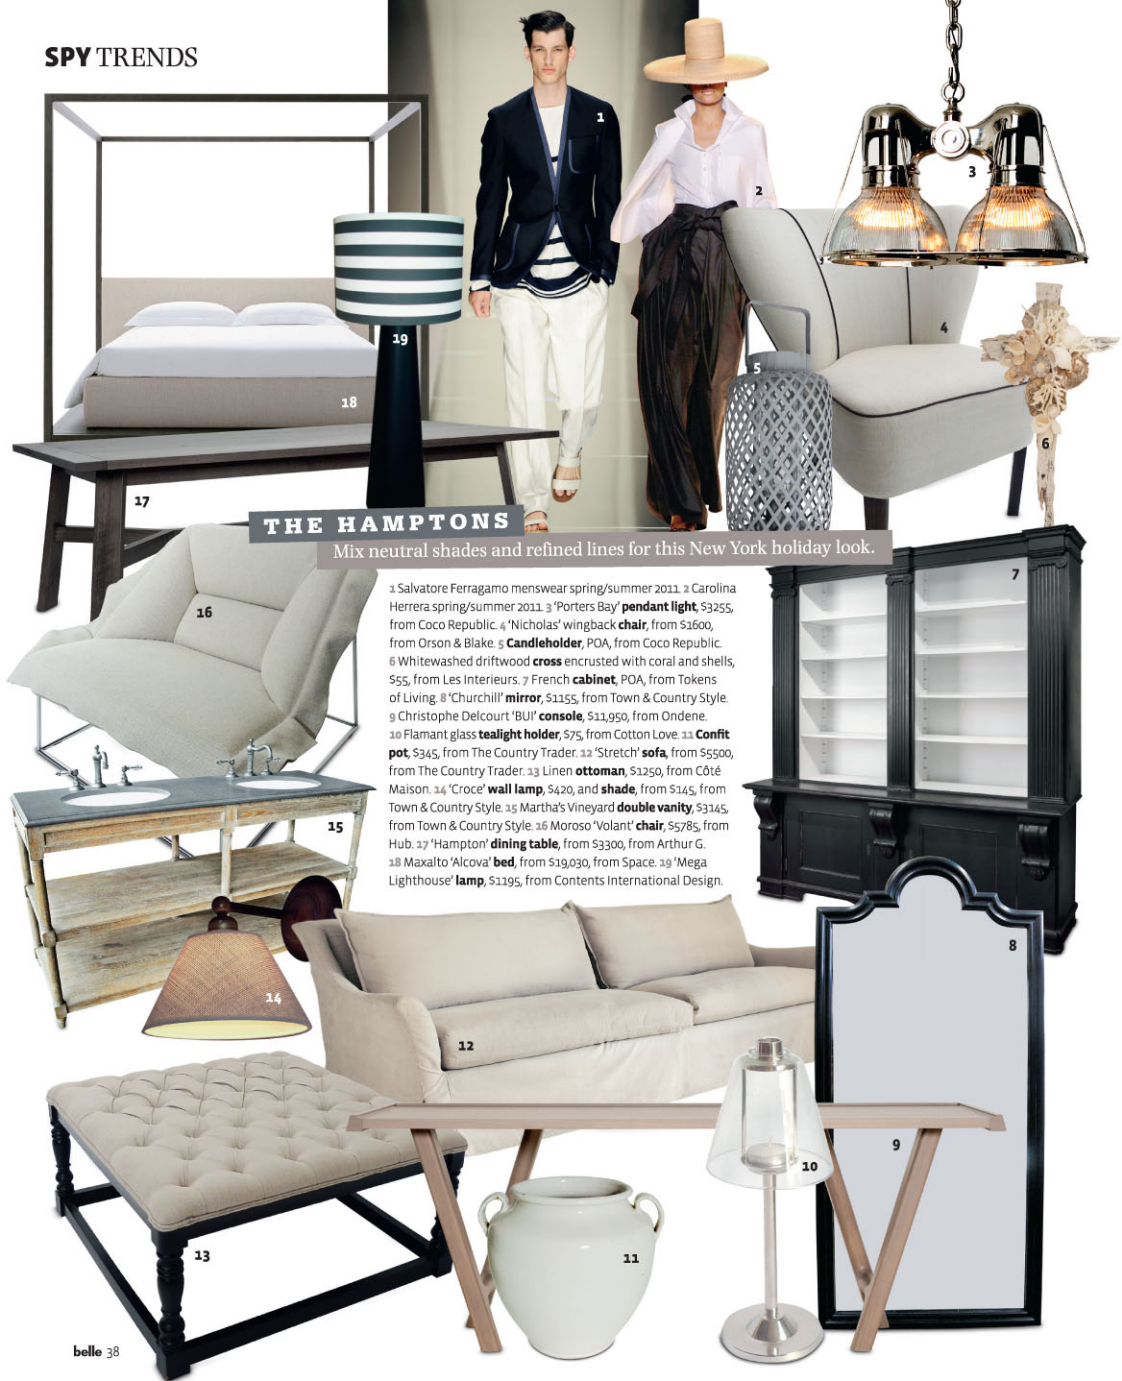 SPY TRENDS
1
2
3
4
5
6
7
19
18
17
16
THE HAMPTONS
Mix neutral shades and refined lines for this New York holiday look.
1 Salvatore Ferragamo menswear spring/summer 2011. 2 Carolina
Herrera spring/summer 2011. 3 ‘Porters Bay’ pendant light, $3255,
from Coco Republic. 4 ‘Nicholas’ wingback chair, from $1600,
from Orson & Blake. 5 Candleholder, POA, from Coco Republic.
6 Whitewashed driftwood cross encrusted with coral and shells,
$55, from Les Interieurs. 7 French cabinet, POA, from Tokens
of Living. 8 ‘Churchill’ mirror, $1155, from Town & Country Style.
9 Christophe Delcourt ‘BUI’ console, $11,950, from Ondene.
10 Flamant glass tealight holder, $75, from Cotton Love. 11 Confit
pot, $345, from The Country Trader. 12 ‘Stretch’ sofa, from $5500,
from The Country Trader. 13 Linen ottoman, $1250, from Côté
Maison. 14 ‘Croce’ wall lamp, $420, and shade, from $145, from
Town & Country Style. 15 Martha’s Vineyard double vanity, $3145,
from Town & Country Style. 16 Moroso ‘Volant’ chair, $5785, from
Hub. 17 ‘Hampton’ dining table, from $3300, from Arthur G.
18 Maxalto ‘Alcova’ bed, from $19,030, from Space. 19 ‘Mega
Lighthouse’ lamp, $1195, from Contents International Design.
15
14
8
12
9
10
13
11
belle 38